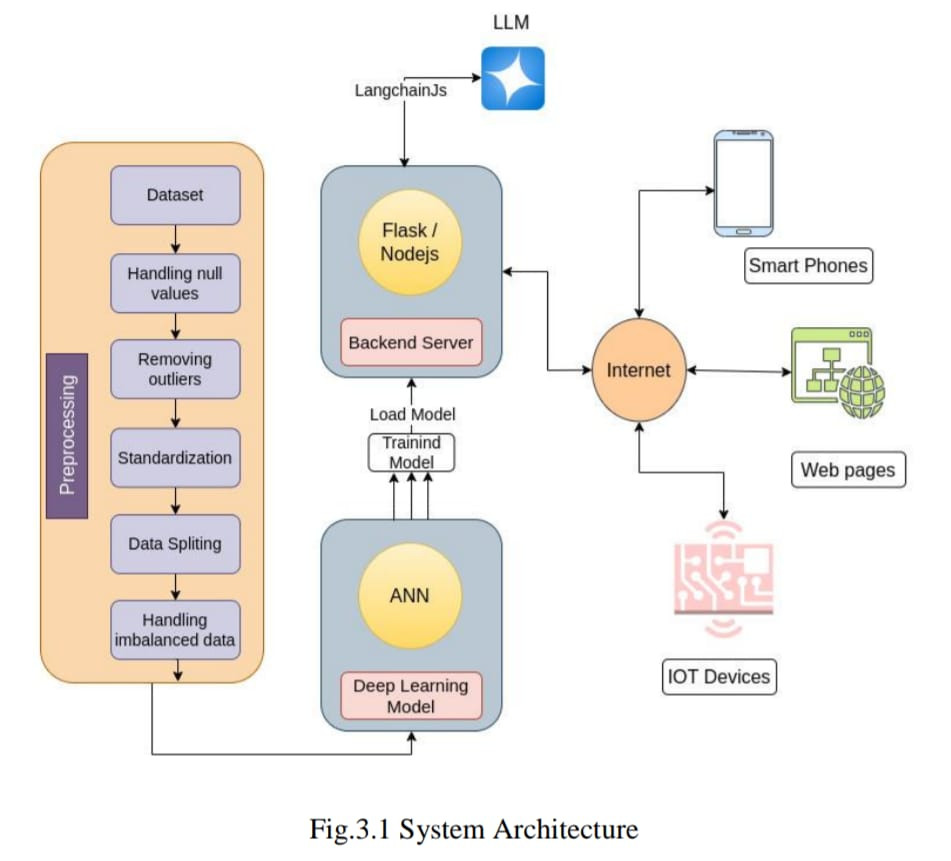 LLM
LangchainJs
Dataset
Handling null
values
Removing
outliers
Standardization
Data Spliting
Handling
imbalanced data
Preprocessing
Flask /
Nodejs
Backend Server
Load Model
Trainind
Model
ANN
Deep Learning
Model
Internet
Smart Phones
Web pages
IOT Devices
Fig.3.1 System Architecture